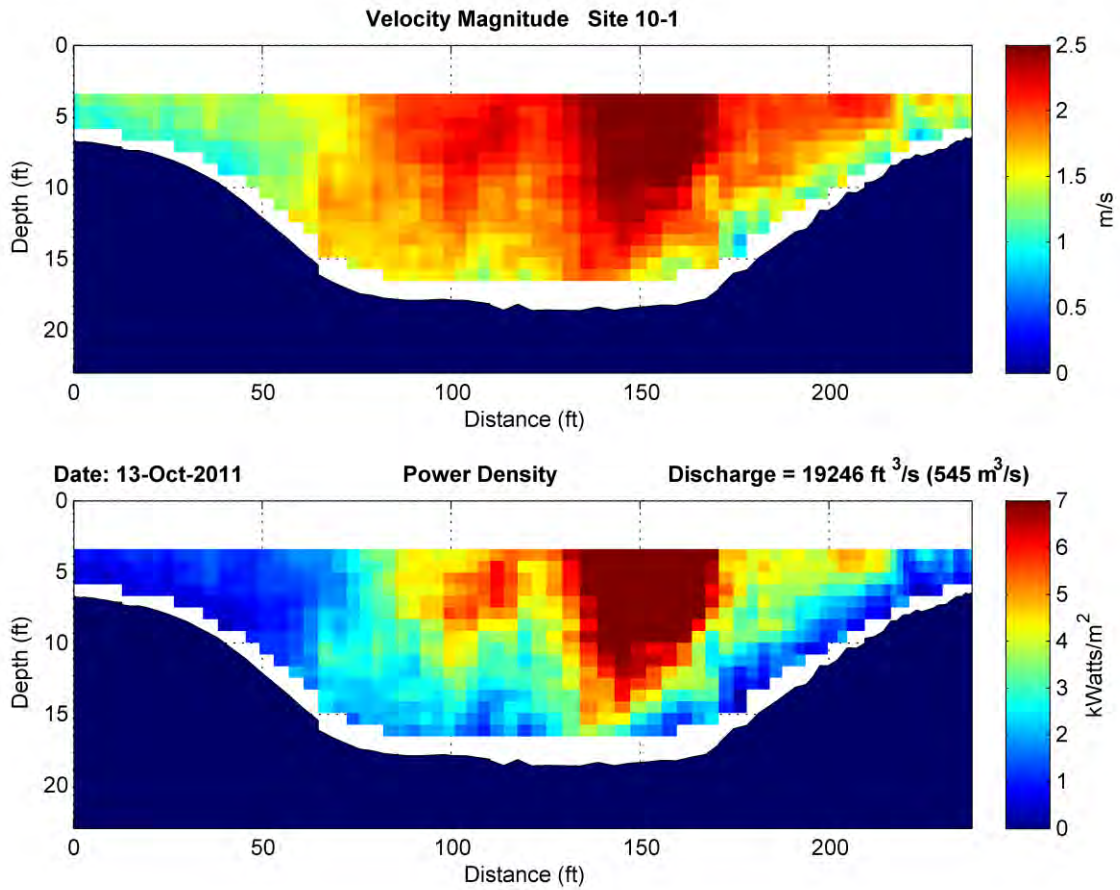 Velocity Magnitude Site 10-1
0
5
10
15
20
Depth (ft)
0 50 100 150 200
Distance (ft)
2.5
2
1.5
1
0.5
0
m/s
Date: 13-Oct-2011 Power Density Discharge = 19246 ft ³/s (545 m³/s)
0
5
10
15
20
Depth (ft)
0 50 100 150 200
Distance (ft)
7
6
5
4
3
2
1
0
kWatts/m²